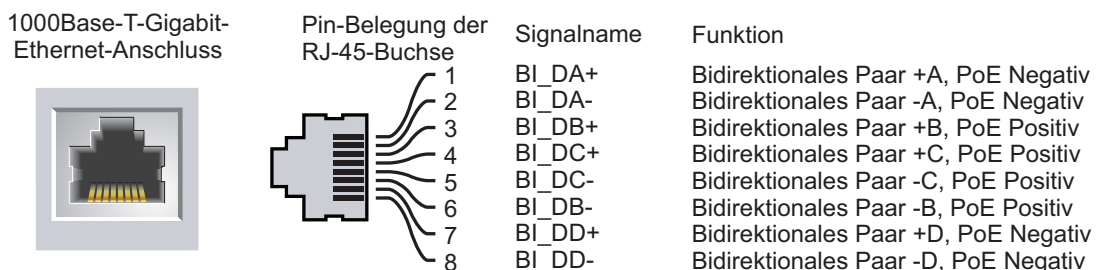 1000Base-T-Gigabit-
Ethernet-Anschluss
Pin-Belegung der
RJ-45-Buchse
Signalname
Funktion
1 BI_DA+ Bidirektionales Paar +A, PoE Negativ
2 BI_DA- Bidirektionales Paar -A, PoE Negativ
3 BI_DB+ Bidirektionales Paar +B, PoE Positiv
4 BI_DC+ Bidirektionales Paar +C, PoE Positiv
5 BI_DC- Bidirektionales Paar -C, PoE Positiv
6 BI_DB- Bidirektionales Paar -B, PoE Positiv
7 BI_DD+ Bidirektionales Paar +D, PoE Negativ
8 BI_DD- Bidirektionales Paar -D, PoE Negativ